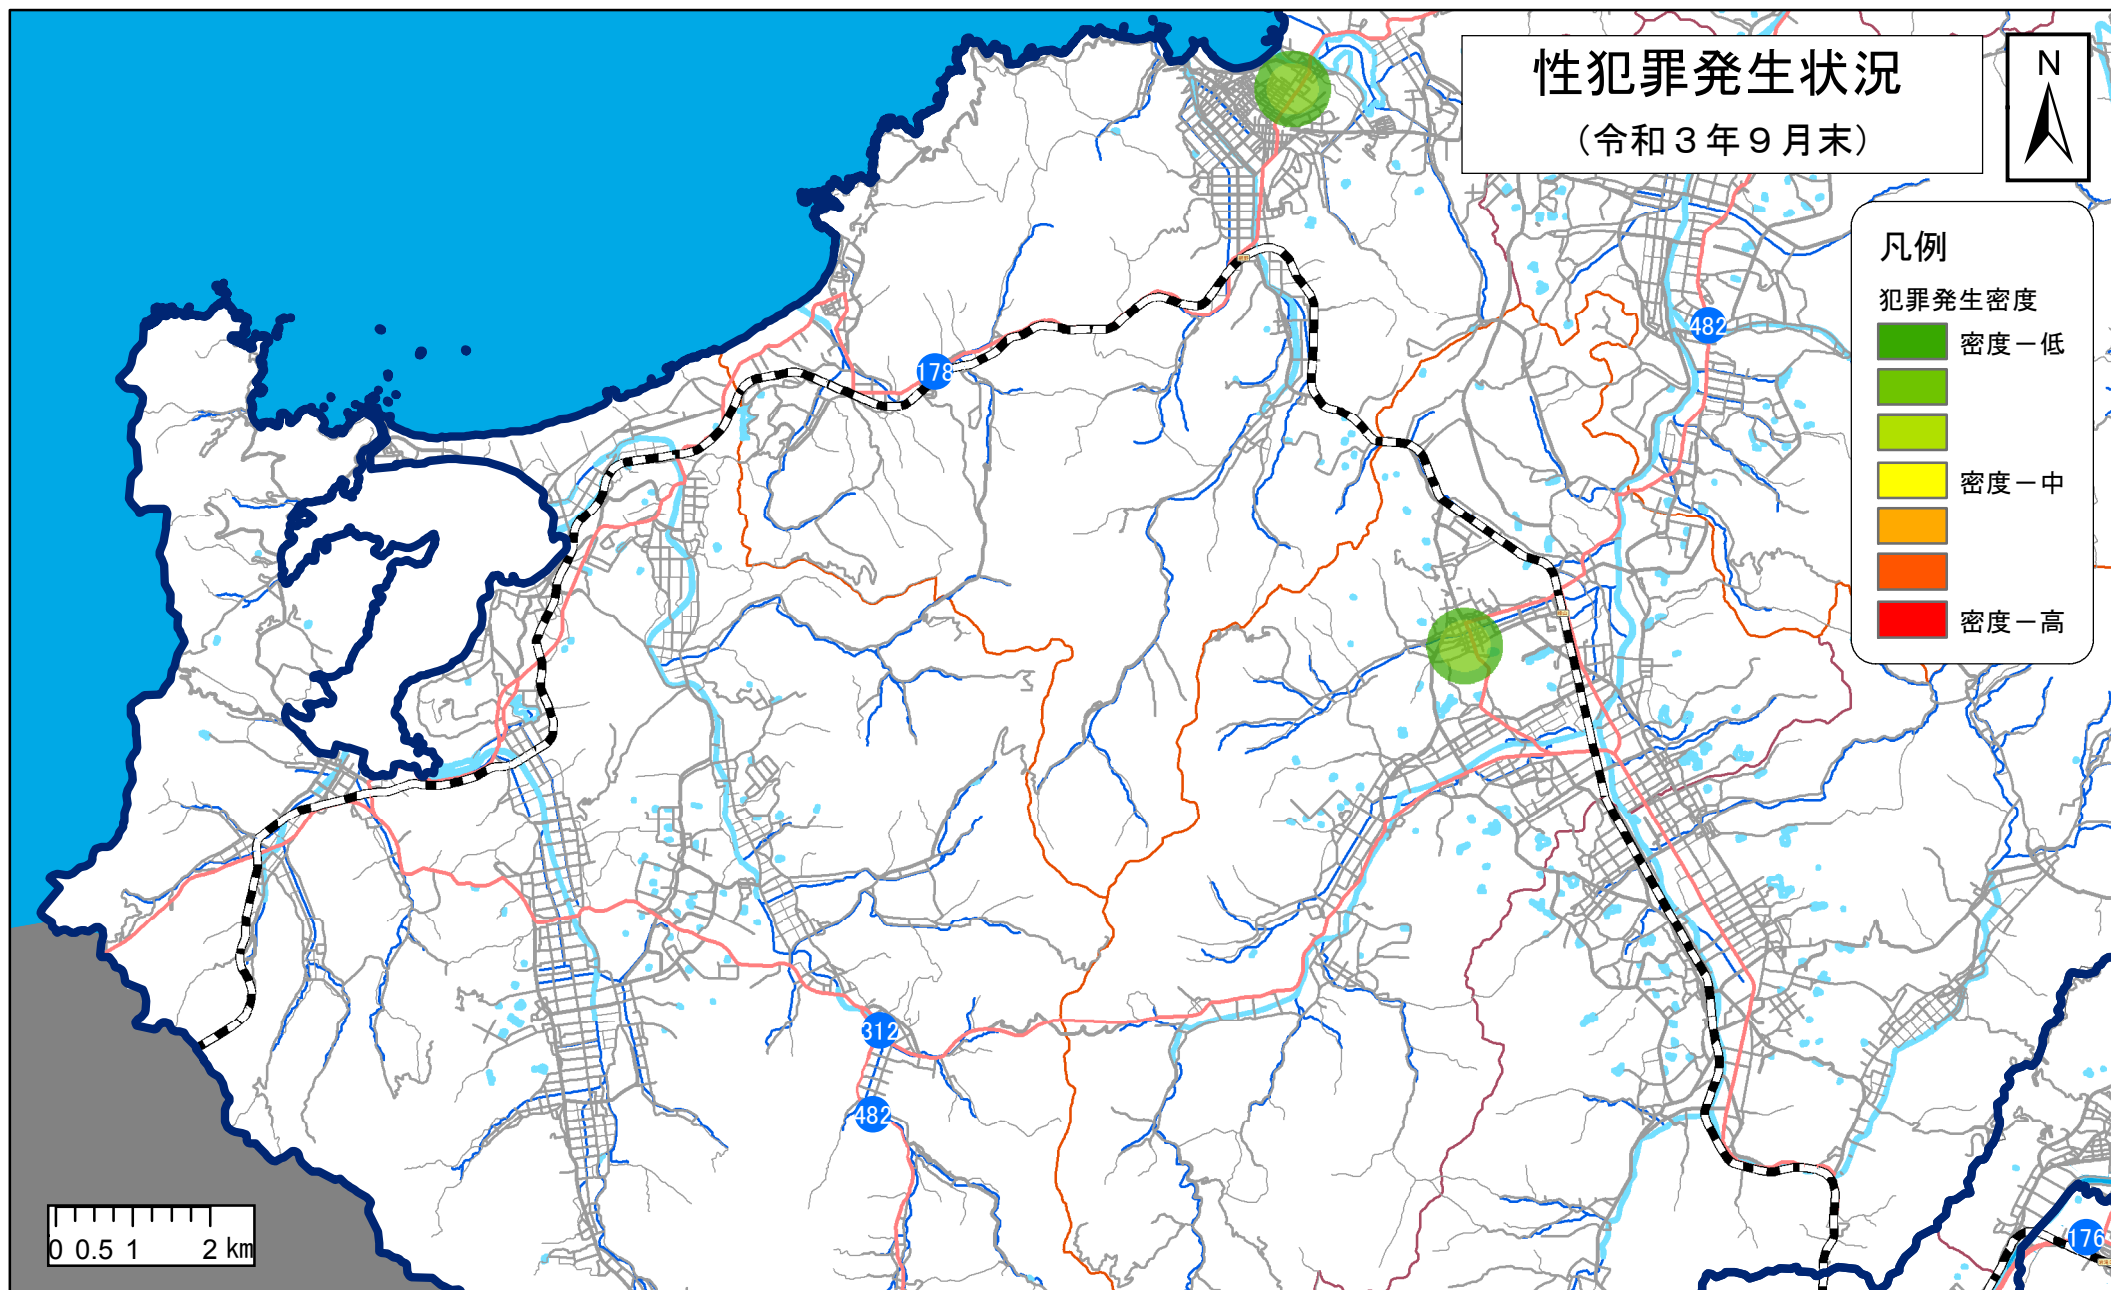 性犯罪発生状況
（令和３年９月末）
N
凡例
犯罪発生密度
密度－低
密度－中
密度－高
482
178
312
482
176
0 0.5 1 2 km